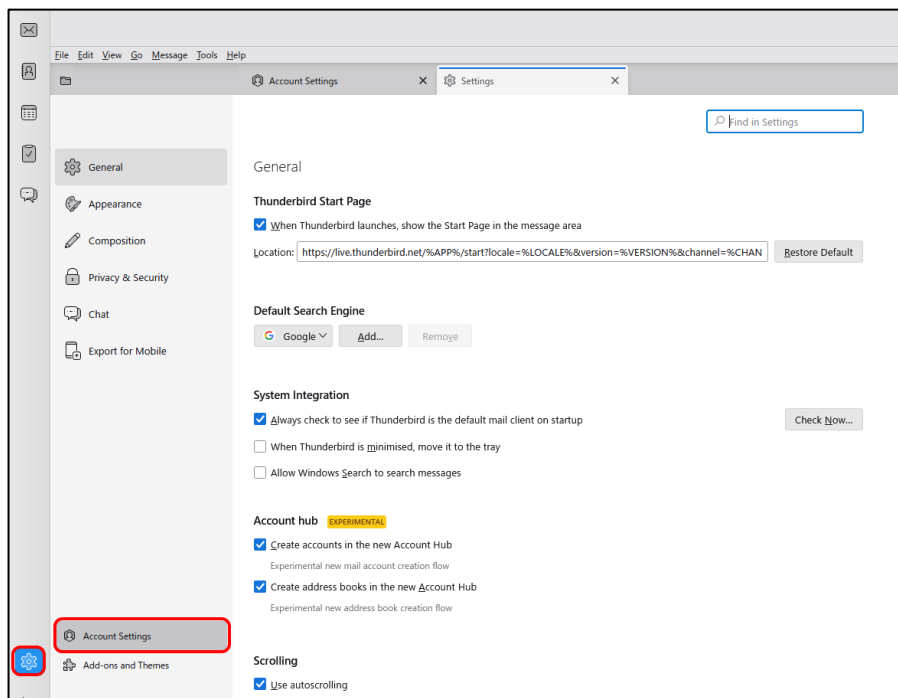 File Edit View Go Message Tools Help
Account Settings
Settings
Find in Settings
General
Appearance
Composition
Privacy & Security
Chat
Export for Mobile
Account Settings
Add-ons and Themes
General
Thunderbird Start Page
When Thunderbird launches, show the Start Page in the message area
Location: https://live.thunderbird.net/%APP%/start?locale=%LOCALE%&version=%VERSION%&channel=%CHAN Restore Default
Default Search Engine
Google Add... Remove
System Integration
Always check to see if Thunderbird is the default mail client on startup Check Now...
When Thunderbird is minimised, move it to the tray
Allow Windows Search to search messages
Account hub EXPERIMENTAL
Create accounts in the new Account Hub
Experimental new mail account creation flow
Create address books in the new Account Hub
Experimental new address book creation flow
Scrolling
Use autoscrolling